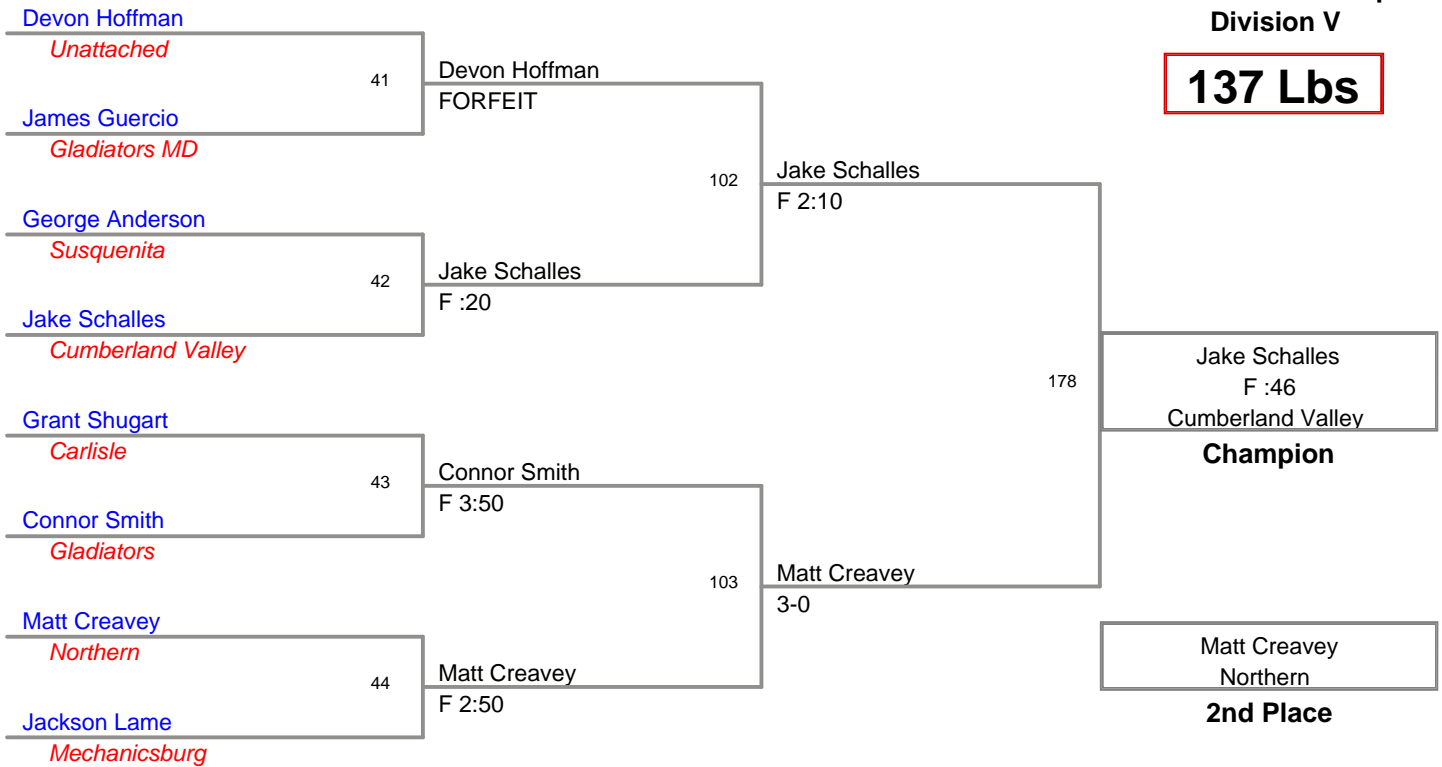 Division V
137 Lbs
Devon Hoffman
Unattached
41
Devon Hoffman
FORFEIT
James Guercio
Gladiators MD
102
Jake Schalles
F 2:10
George Anderson
Susquenita
42
Jake Schalles
F :20
Jake Schalles
Cumberland Valley
178
Jake Schalles
F :46
Cumberland Valley
Champion
Grant Shugart
Carlisle
43
Connor Smith
F 3:50
Connor Smith
Gladiators
103
Matt Creavey
3-0
Matt Creavey
Northern
44
Matt Creavey
F 2:50
Jackson Lame
Mechanicsburg
Matt Creavey
Northern
2nd Place